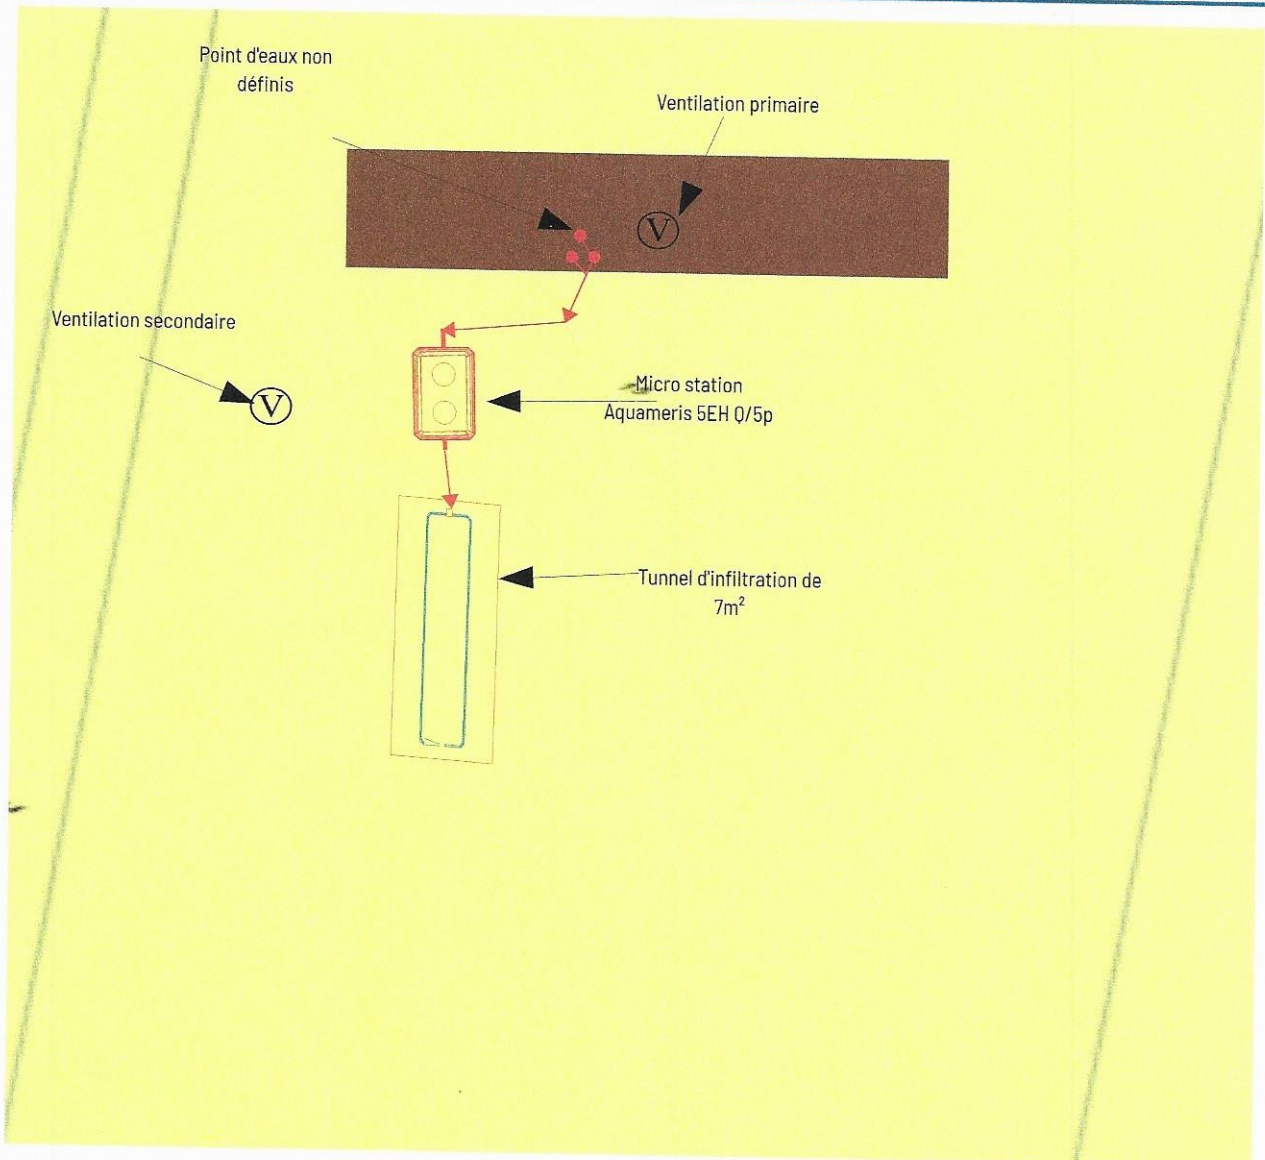 Point d'eaux non
définis
Ventilation primaire
V
Ventilation secondaire
V
Micro station
Aquameris 5EH Q/5p
Tunnel d'infiltration de
7m²